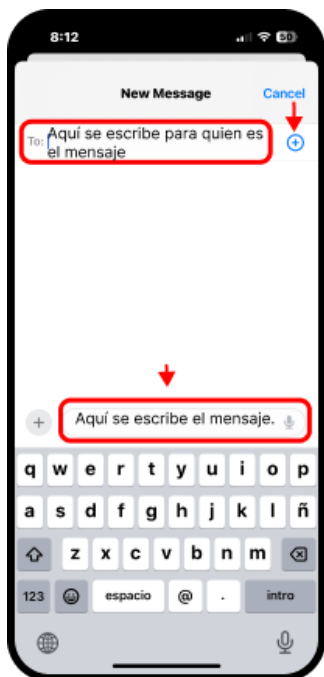 8:12
50
New Message
Cancel
To: Aquí se escribe para quien es
el mensaje
Aquí se escribe el mensaje.
q w e r t y u i o p
a s d f g h j k l ñ
z x c v b n m
123 espacio @ . intro